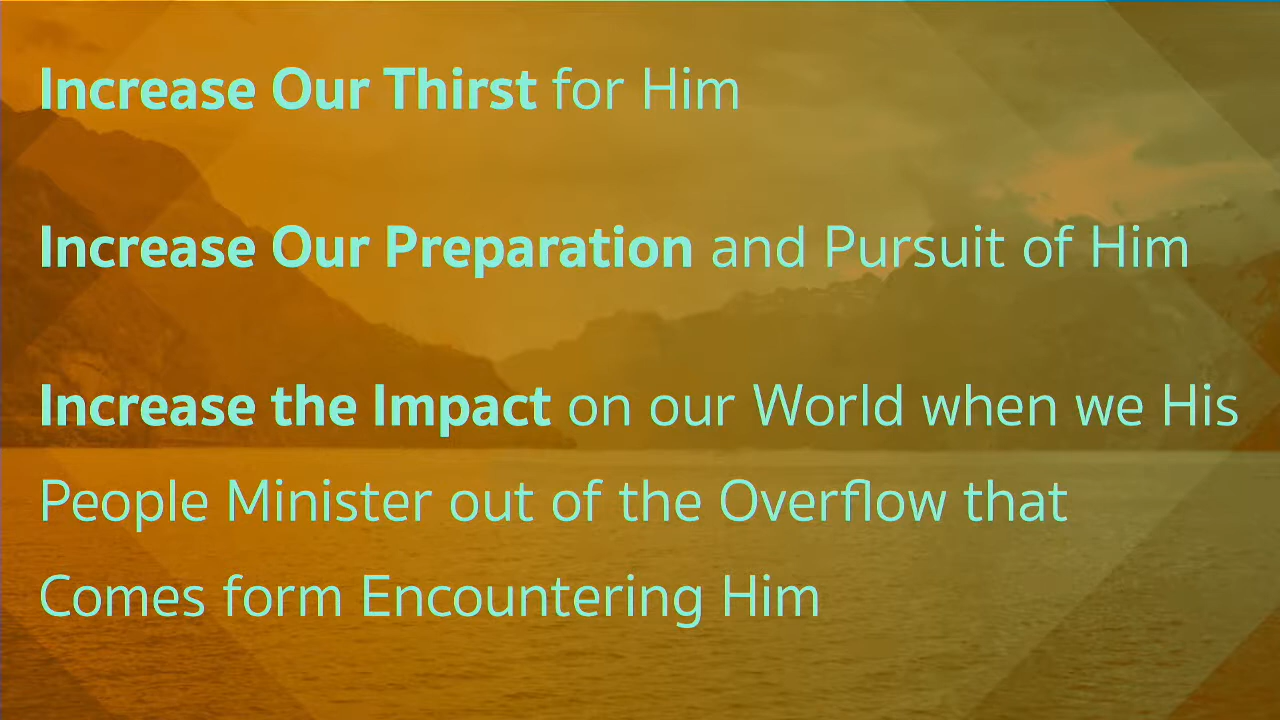 Increase Our Thirst for Him
Increase Our Preparation and Pursuit of Him
Increase the Impact on our World when we His
People Minister out of the Overflow that
Comes form Encountering Him